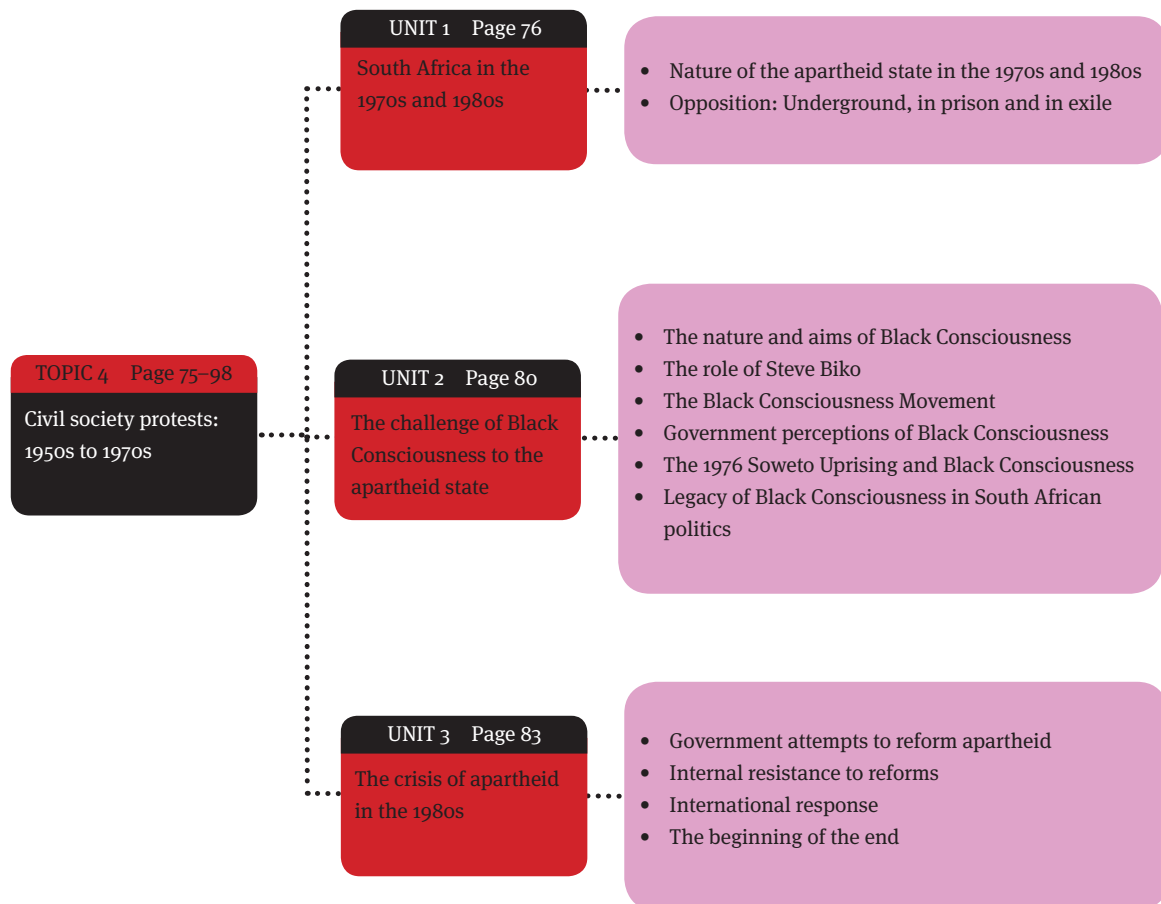 UNIT 1 Page 76
South Africa in the
1970s and 1980s
• Nature of the apartheid state in the 1970s and 1980s
• Opposition: Underground, in prison and in exile
TOPIC 4 Page 75–98
Civil society protests:
1950s to 1970s
UNIT 2 Page 80
The challenge of Black
Consciousness to the
apartheid state
• The nature and aims of Black Consciousness
• The role of Steve Biko
• The Black Consciousness Movement
• Government perceptions of Black Consciousness
• The 1976 Soweto Uprising and Black Consciousness
• Legacy of Black Consciousness in South African
politics
UNIT 3 Page 83
The crisis of apartheid
in the 1980s
• Government attempts to reform apartheid
• Internal resistance to reforms
• International response
• The beginning of the end